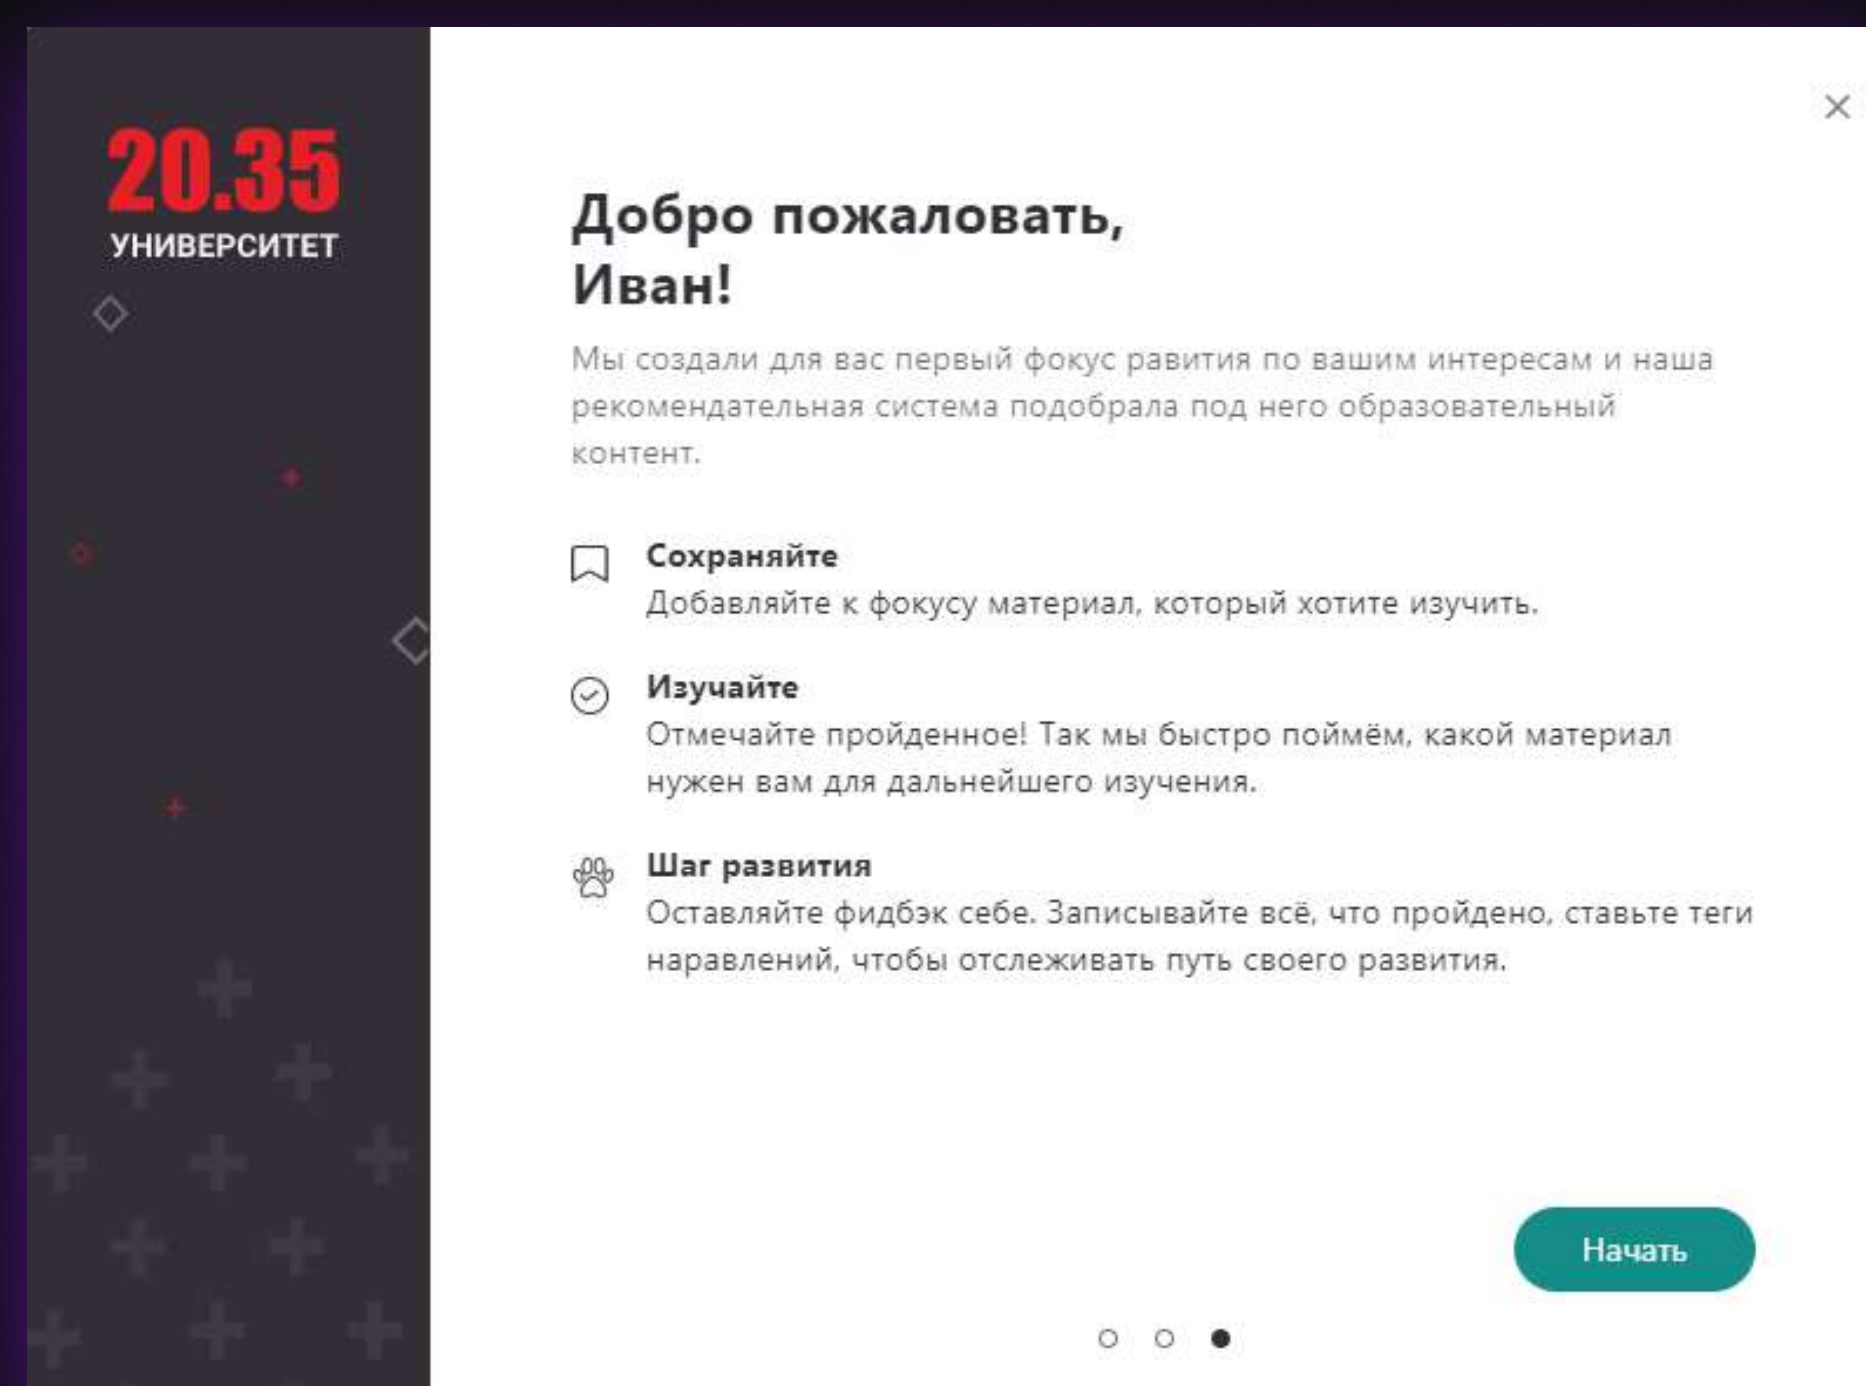 20.35
УНИВЕРСИТЕТ
Добро пожаловать,
Иван!
Мы создали для вас первый фокус равития по вашим интересам и наша
рекомендательная система подобрала под него образовательный
контент.
Сохраняйте
Добавляйте к фокусу материал, который хотите изучить.
Изучайте
Отмечайте пройденное! Так мы быстро поймём, какой материал
нужен вам для дальнейшего изучения.
Шаг развития
Оставляйте фидбэк себе. Записывайте всё, что пройдено, ставьте теги
наравлений, чтобы отслеживать путь своего развития.
Начать